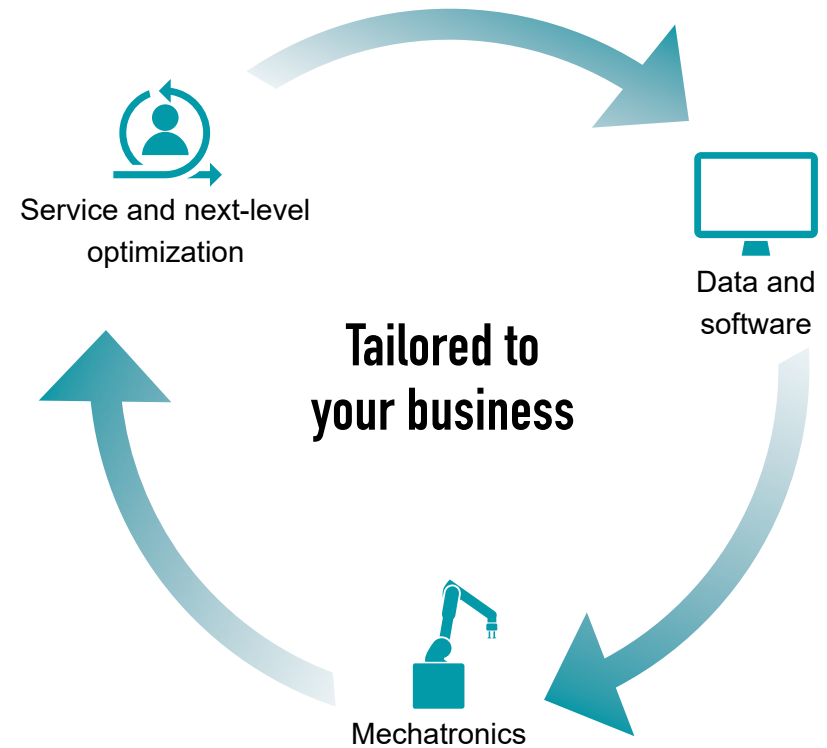 Service and next-level
optimization
Data and
software
Tailored to
your business
Mechatronics